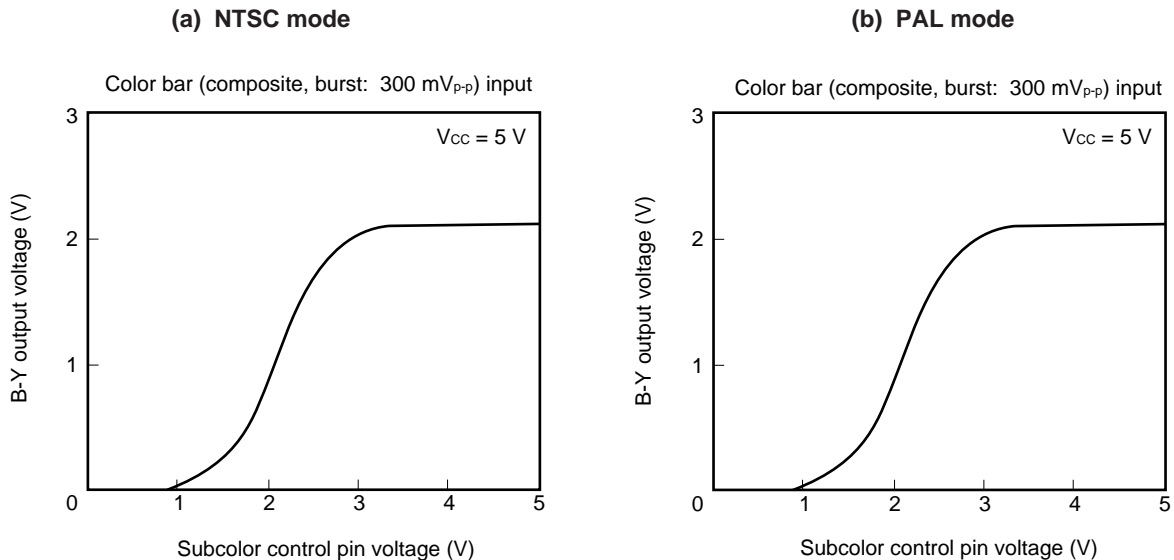 (a) NTSC mode
Color bar (composite, burst: 300 mVp-p) input
VCC = 5 V
B-Y output voltage (V)
3
2
1
0
1
2
3
4
5
Subcolor control pin voltage (V)
(b) PAL mode
Color bar (composite, burst: 300 mVp-p) input
VCC = 5 V
B-Y output voltage (V)
3
2
1
0
1
2
3
4
5
Subcolor control pin voltage (V)